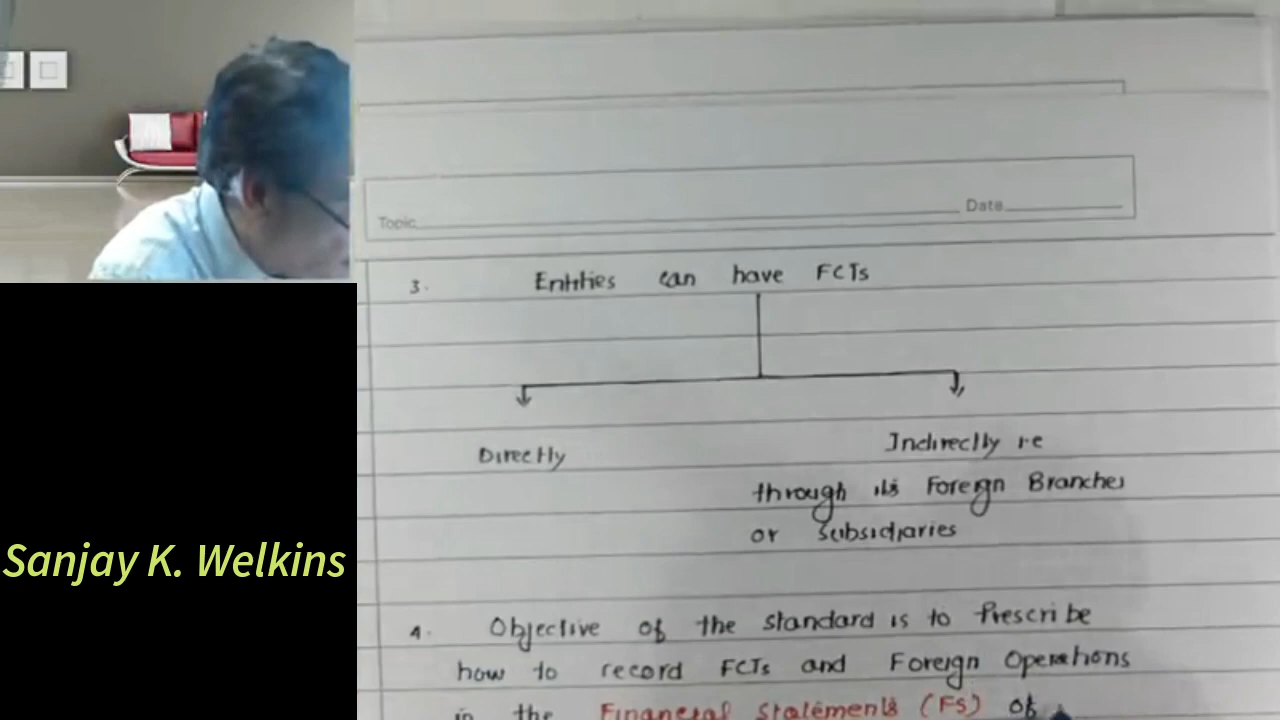 Topic
Date
3. Entities can have FCTs
Directly
Indirectly ie
through its Foreign Branches
or Subsidiaries
Sanjay K. Welkins
4. Objective of the standard is to Prescribe
how to record FCTs and Foreign Operations
in the Financial Statements (FS) of